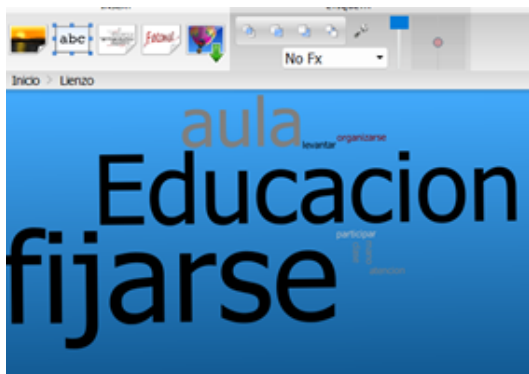 abc
No Fx
Inicio > Lienzo
aula
levantar
organizarse
Educacion
participar
fijarse
atencion